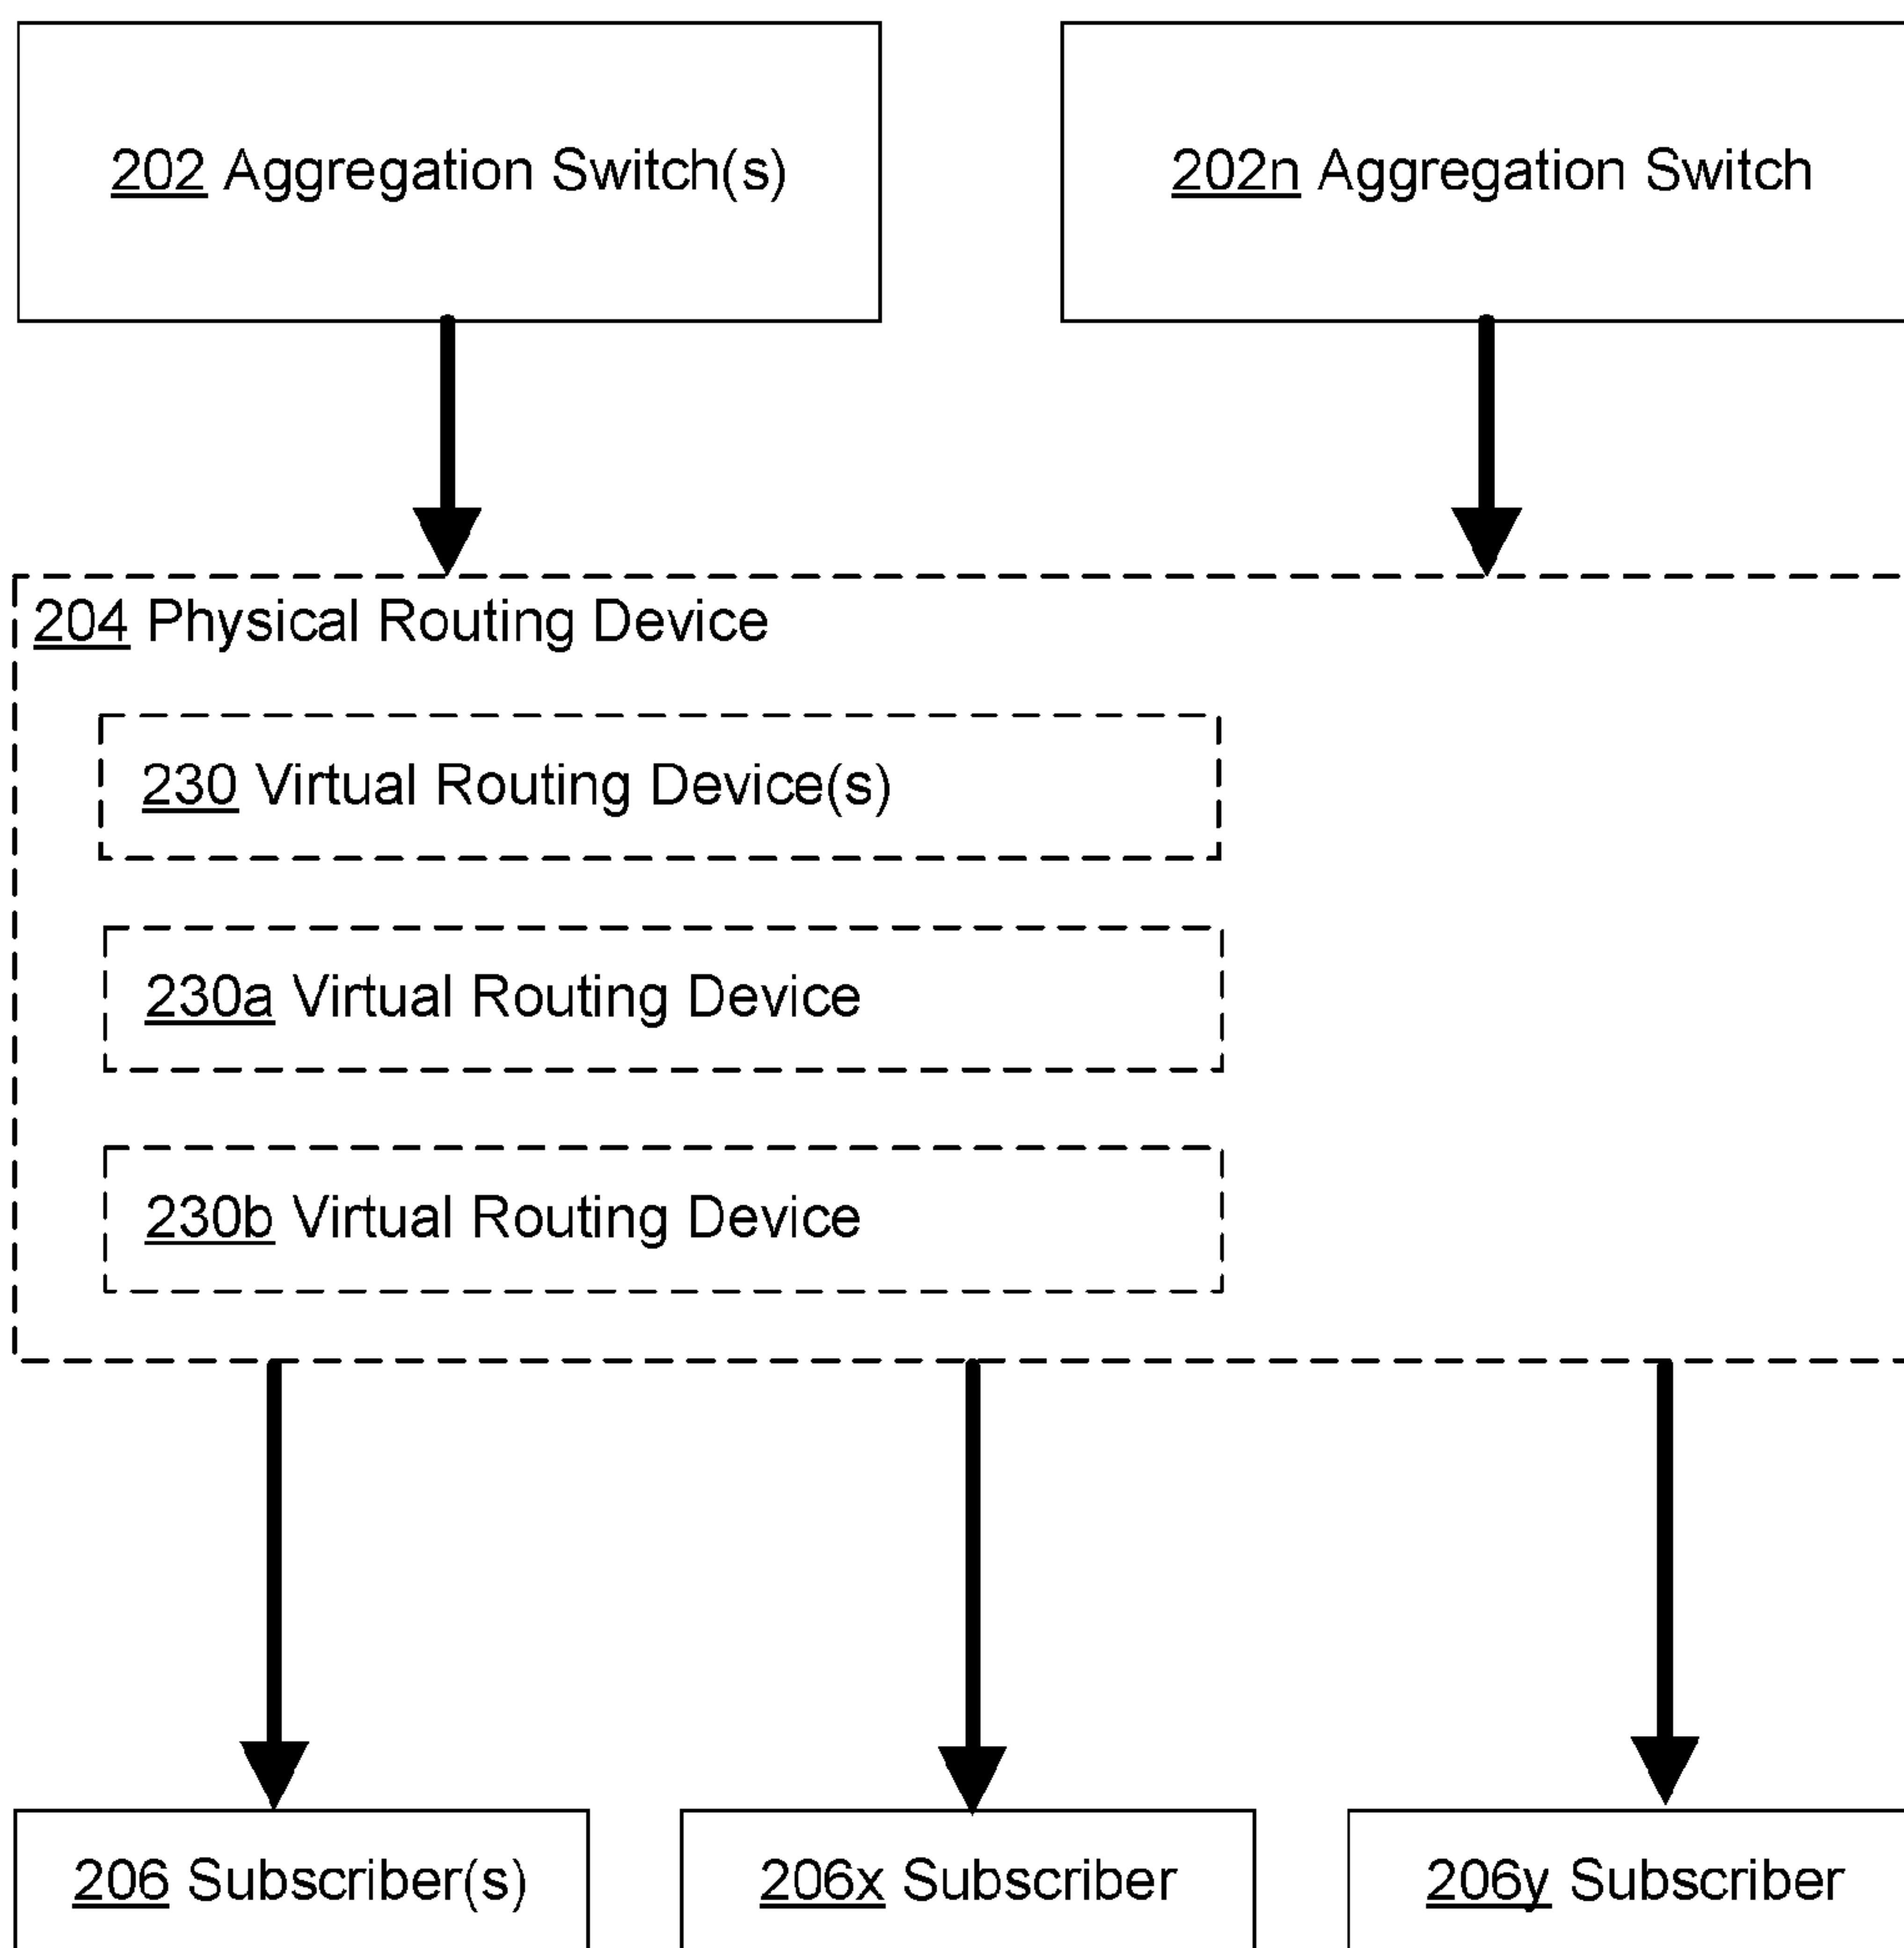 202 Aggregation Switch(s)
202n Aggregation Switch
204 Physical Routing Device
230 Virtual Routing Device(s)
230a Virtual Routing Device
230b Virtual Routing Device
206 Subscriber(s)
206x Subscriber
206y Subscriber